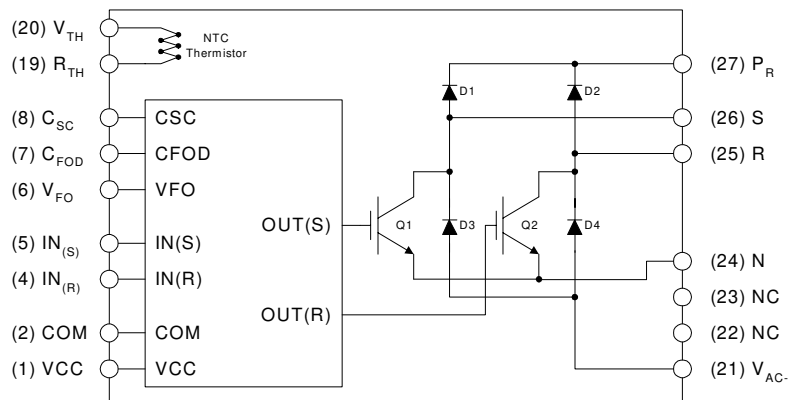 (20) V_TH
NTC
Thermistor
(19) R_TH
(27) P_R
D1
D2
(8) C_SC
CSC
(26) S
(7) C_FOD
CFOD
(25) R
(6) V_FO
VFO
OUT(S)
Q1
D3
Q2
D4
(5) IN_(S)
IN(S)
(4) IN_(R)
IN(R)
(24) N
(23) NC
OUT(R)
(2) COM
COM
(22) NC
(1) VCC
VCC
(21) V_AC-